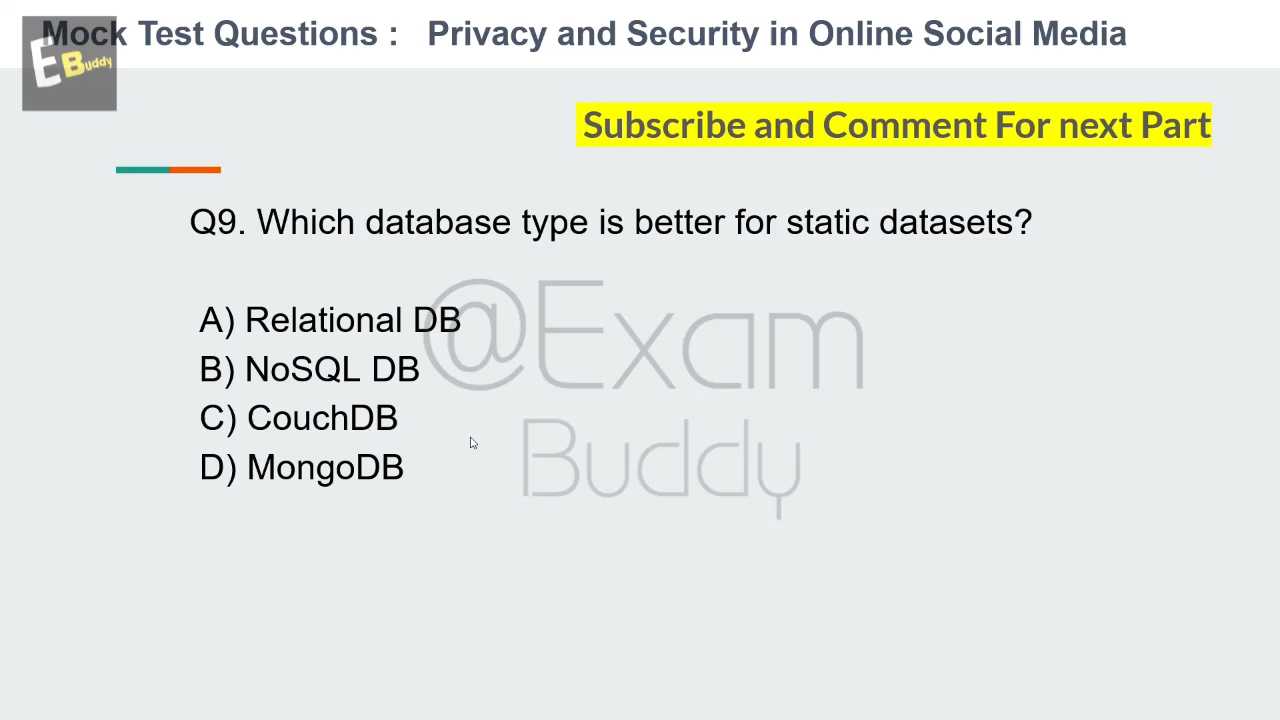 Mock Test Questions : Privacy and Security in Online Social Media
E Buddy
Subscribe and Comment For next Part
Q9. Which database type is better for static datasets?
A) Relational DB
B) NoSQL DB
C) CouchDB
D) MongoDB
@Exam
Buddy